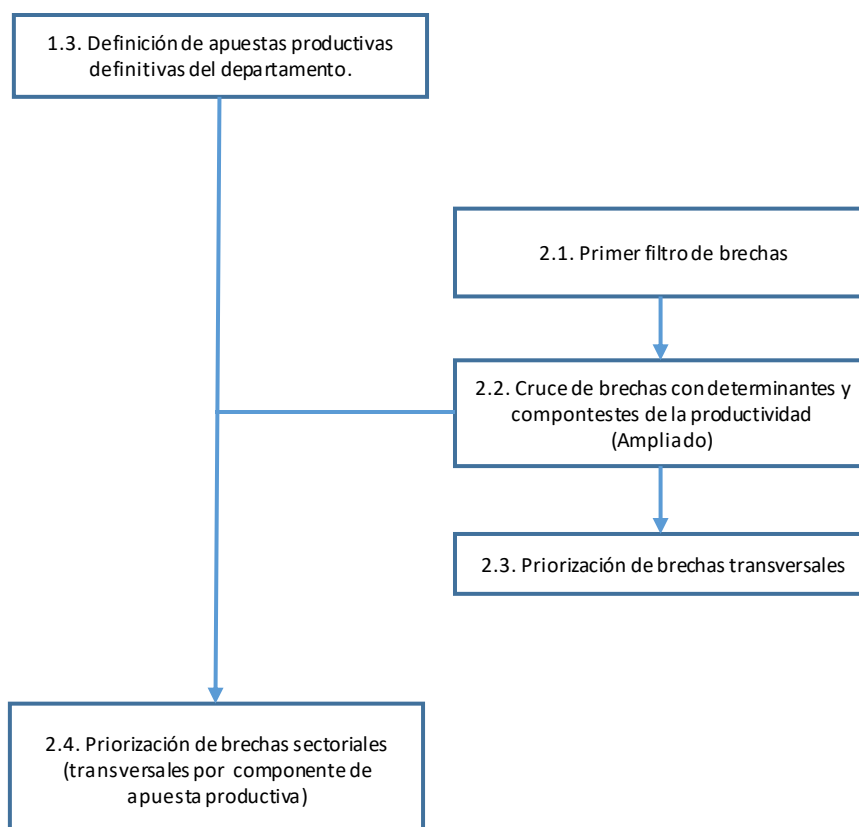 1.3. Definición de apuestas productivas
definitivas del departamento.
2.1. Primer filtro de brechas
2.2. Cruce de brechas con determinantes y
compontestes de la productividad
(Ampliado)
2.3. Priorización de brechas transversales
2.4. Priorización de brechas sectoriales
(transversales por componente de
apuesta productiva)